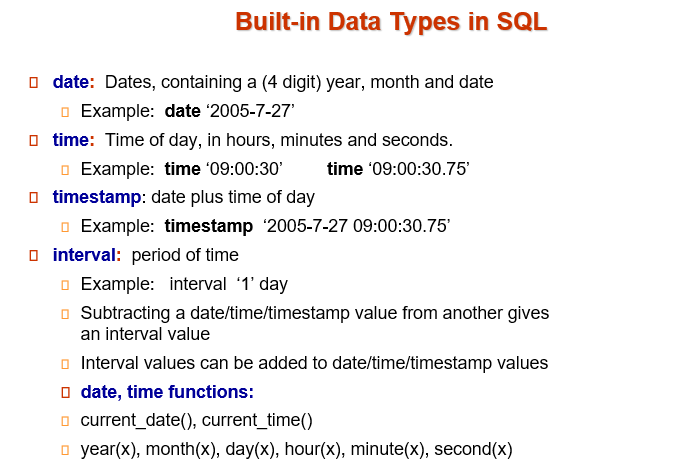 Built-in Data Types in SQL
date: Dates, containing a (4 digit) year, month and date
Example: date ‘2005-7-27’
time: Time of day, in hours, minutes and seconds.
Example: time ‘09:00:30’ time ‘09:00:30.75’
timestamp: date plus time of day
Example: timestamp ‘2005-7-27 09:00:30.75’
interval: period of time
Example: interval ‘1’ day
Subtracting a date/time/timestamp value from another gives
an interval value
Interval values can be added to date/time/timestamp values
date, time functions:
current_date(), current_time()
year(x), month(x), day(x), hour(x), minute(x), second(x)